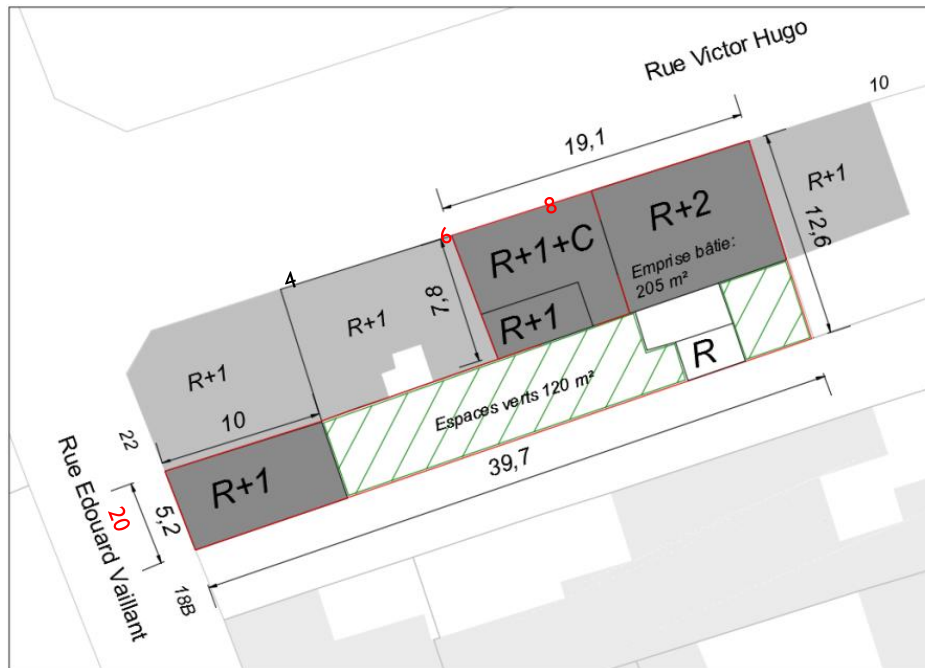 Rue Victor Hugo
10
19,1
R+1
8
R+2
6
R+1+C
12,6
Emprise bâtie:
205 m²
4
7,8
R+1
R+1
R+1
R
10
Espaces verts 120 m²
22
R+1
39,7
Rue Edouard Vaillant
20
5,2
18B